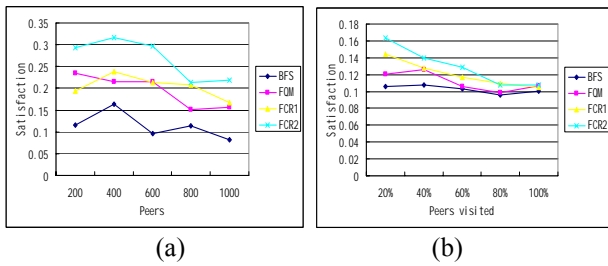 0.35
0.3
0.25
0.2
0.15
0.1
0.05
0
Satisfaction
200 400 600 800 1000
Peers
BFS
FQM
FCR1
FCR2
(a)
0.18
0.16
0.14
0.12
0.1
0.08
0.06
0.04
0.02
0
Satisfaction
20% 40% 60% 80% 100%
Peers visited
BFS
FQM
FCR1
FCR2
(b)